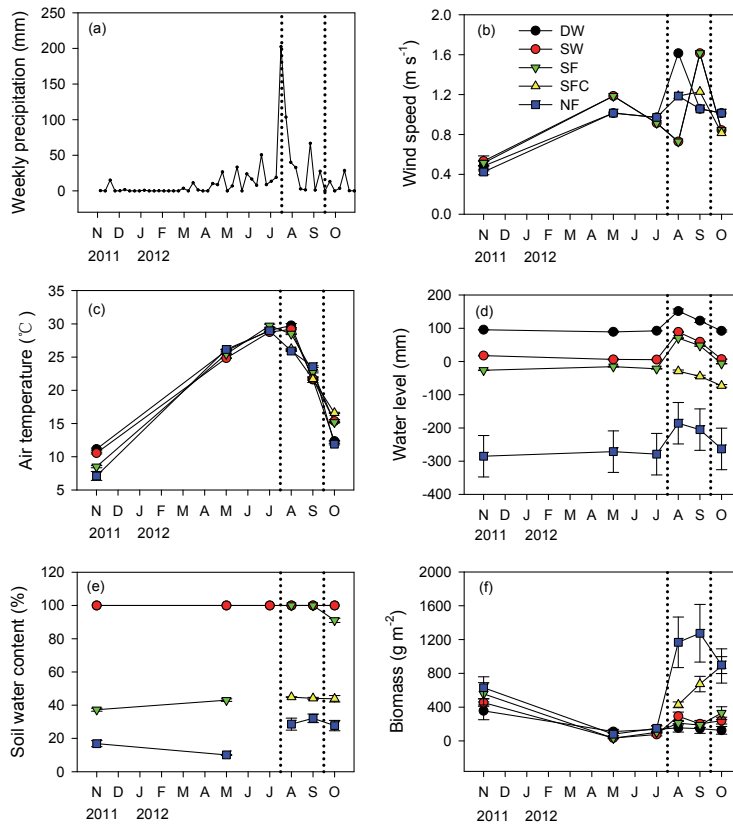 (a)
Weekly precipitation (mm)
250
200
150
100
50
0
N D J F M A M J J A S O
2011 2012
(b)
DW
SW
SF
SFC
NF
Wind speed (m s-1)
2.0
1.6
1.2
0.8
0.4
0.0
N D J F M A M J J A S O
2011 2012
(c)
Air temperature (℃)
35
30
25
20
15
10
5
N D J F M A M J J A S O
2011 2012
(d)
Water level (mm)
200
100
0
-100
-200
-300
-400
N D J F M A M J J A S O
2011 2012
(e)
Soil water content (%)
120
100
80
60
40
20
0
N D J F M A M J J A S O
2011 2012
(f)
Biomass (g m-2)
2000
1600
1200
800
400
0
N D J F M A M J J A S O
2011 2012